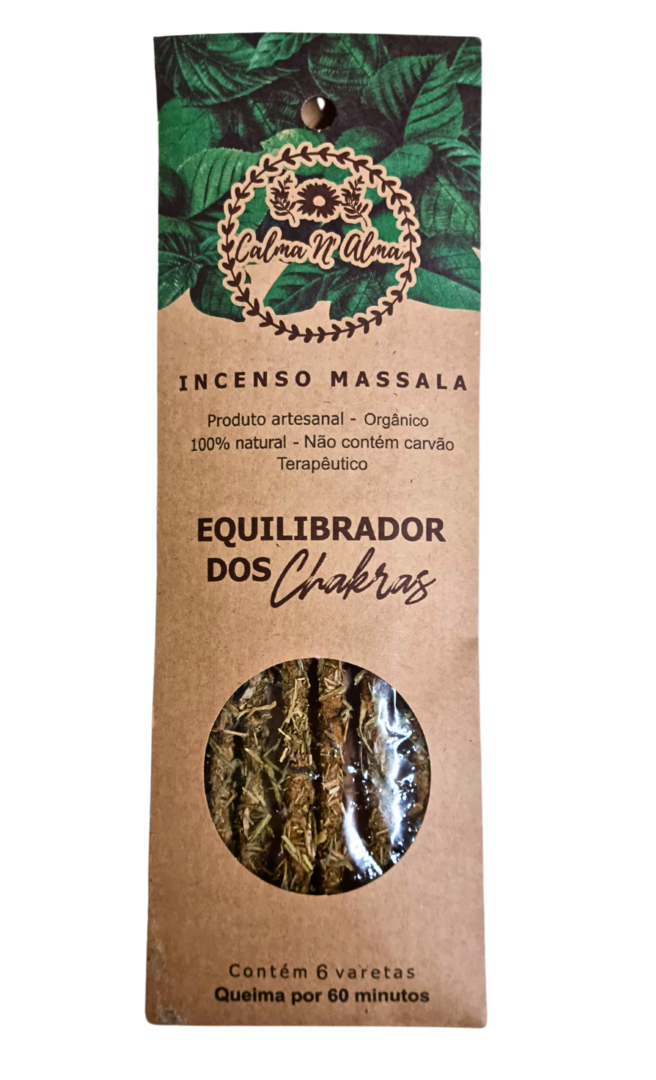 Calma N' Alma
INCENSO MASSALA
Produto artesanal - Orgânico
100% natural - Não contém carvão
Terapêutico
EQUILIBRADOR
DOS Chakras
Contém 6 varetas
Queima por 60 minutos